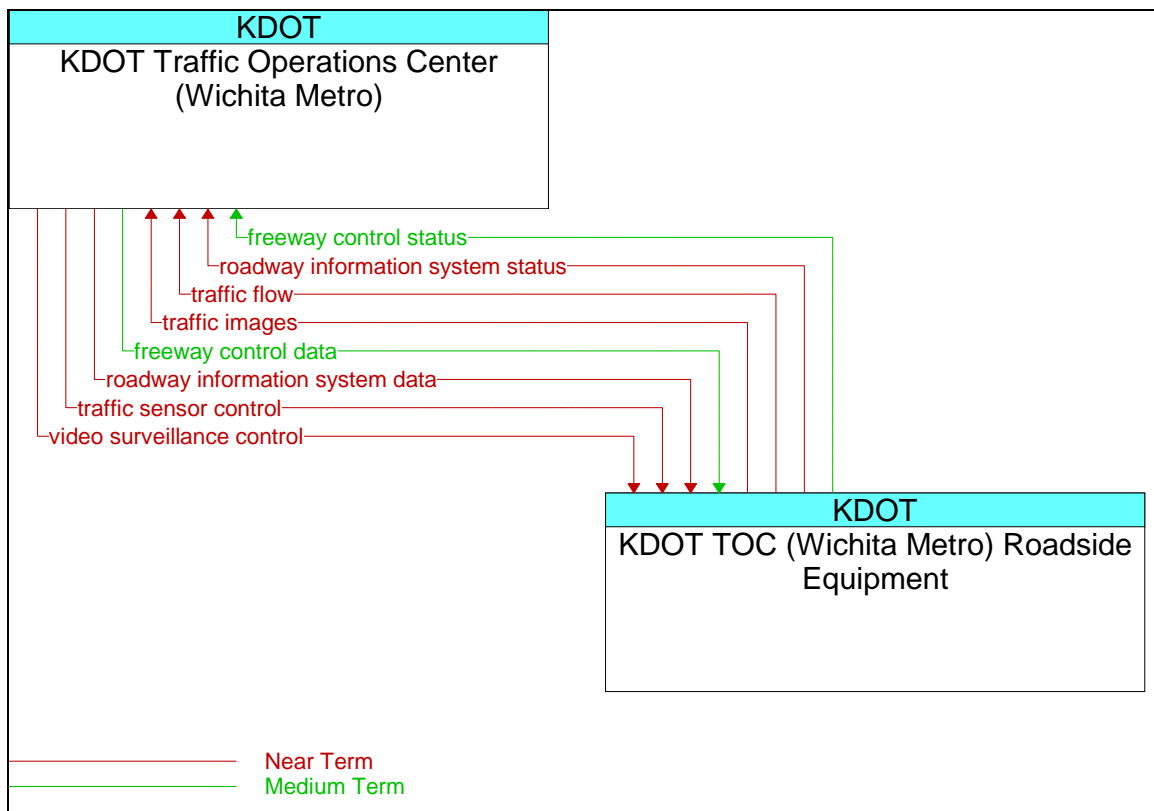 KDOT
KDOT Traffic Operations Center
(Wichita Metro)
freeway control status
roadway information system status
traffic flow
traffic images
freeway control data
roadway information system data
traffic sensor control
video surveillance control
KDOT
KDOT TOC (Wichita Metro) Roadside
Equipment
Near Term
Medium Term